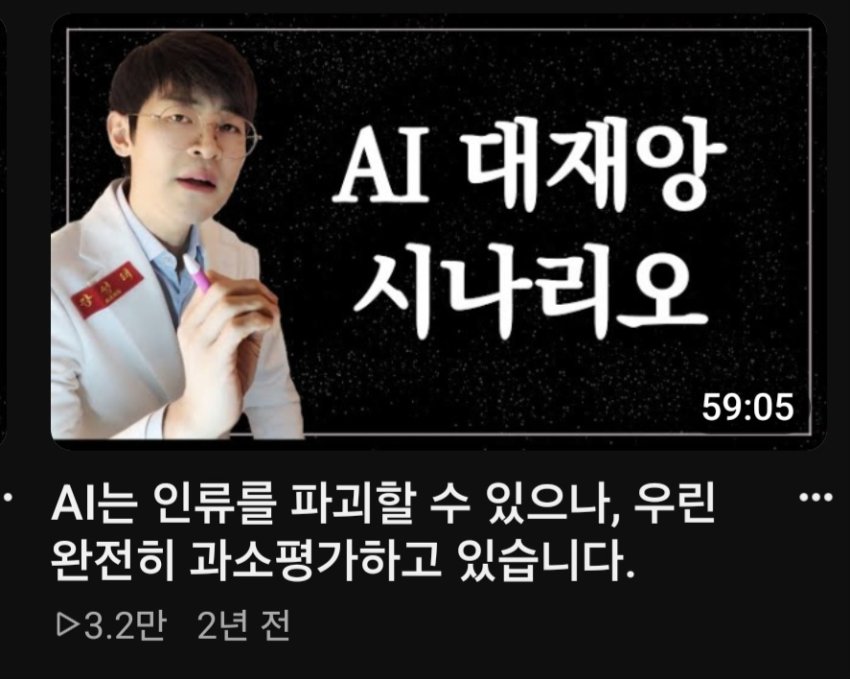 AI 대재앙
시나리오
59:05
AI는 인류를 파괴할 수 있으나, 우린
완전히 과소평가하고 있습니다.
3.2만 2년 전